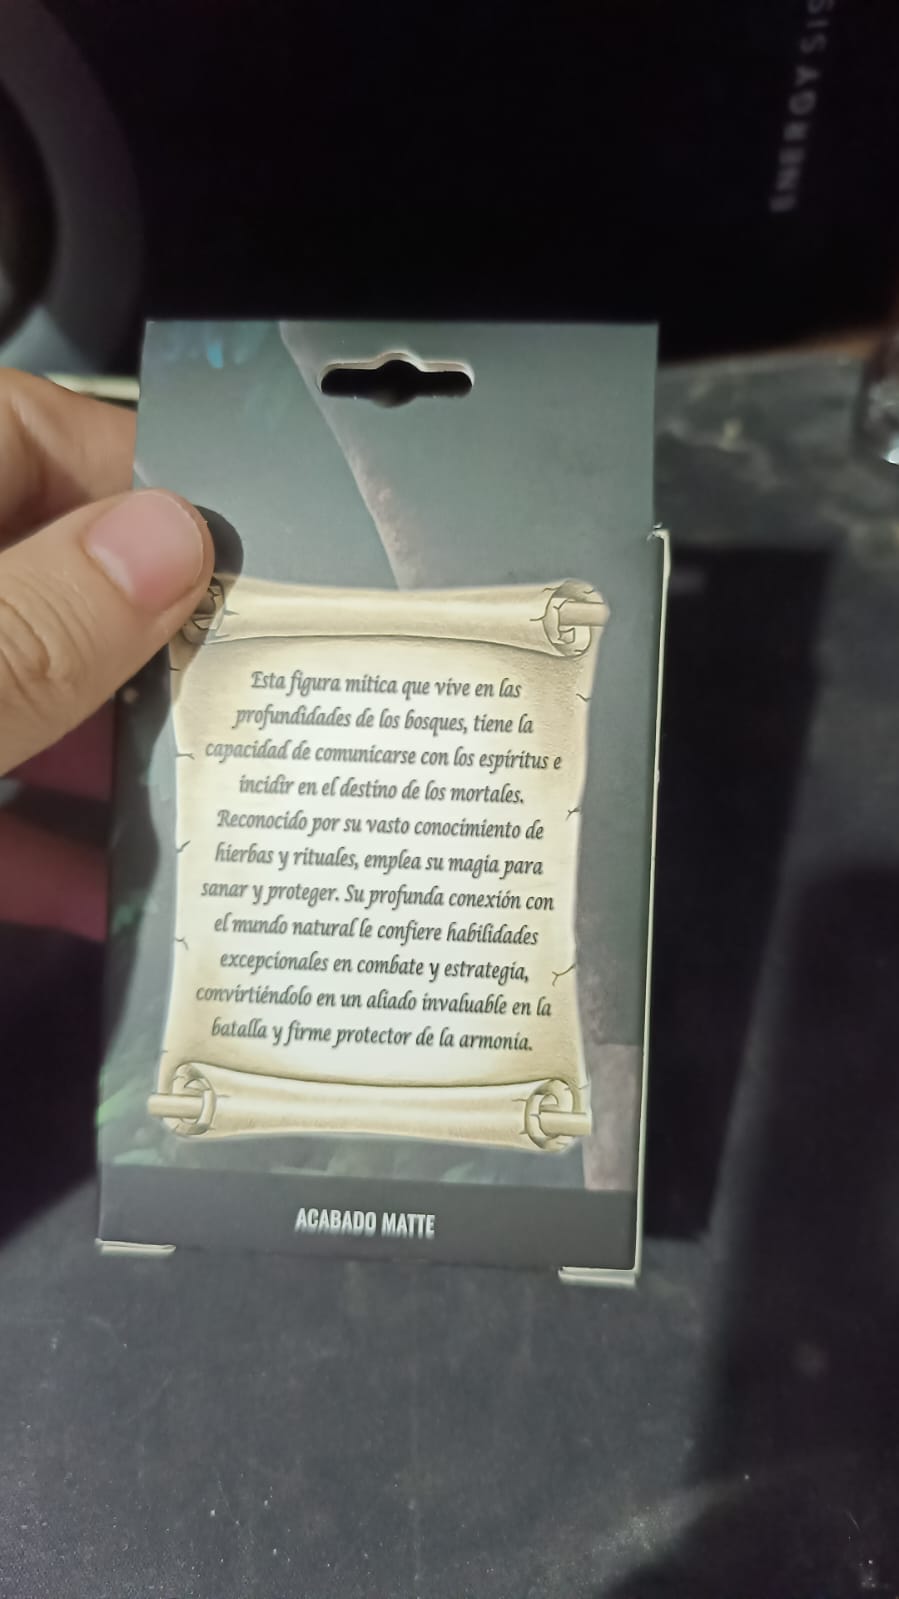 ENERGY SIS
Esta figura mítica que vive en las
profundidades de los bosques, tiene la
capacidad de comunicarse con los espíritus e
incidir en el destino de los mortales.
Reconocido por su vasto conocimiento de
hierbas y rituales, emplea su magia para
sanar y proteger. Su profunda conexión con
el mundo natural le confiere habilidades
excepcionales en combate y estrategia,
convirtiéndolo en un aliado invaluable en la
batalla y firme protector de la armonía.
ACABADO MATTE